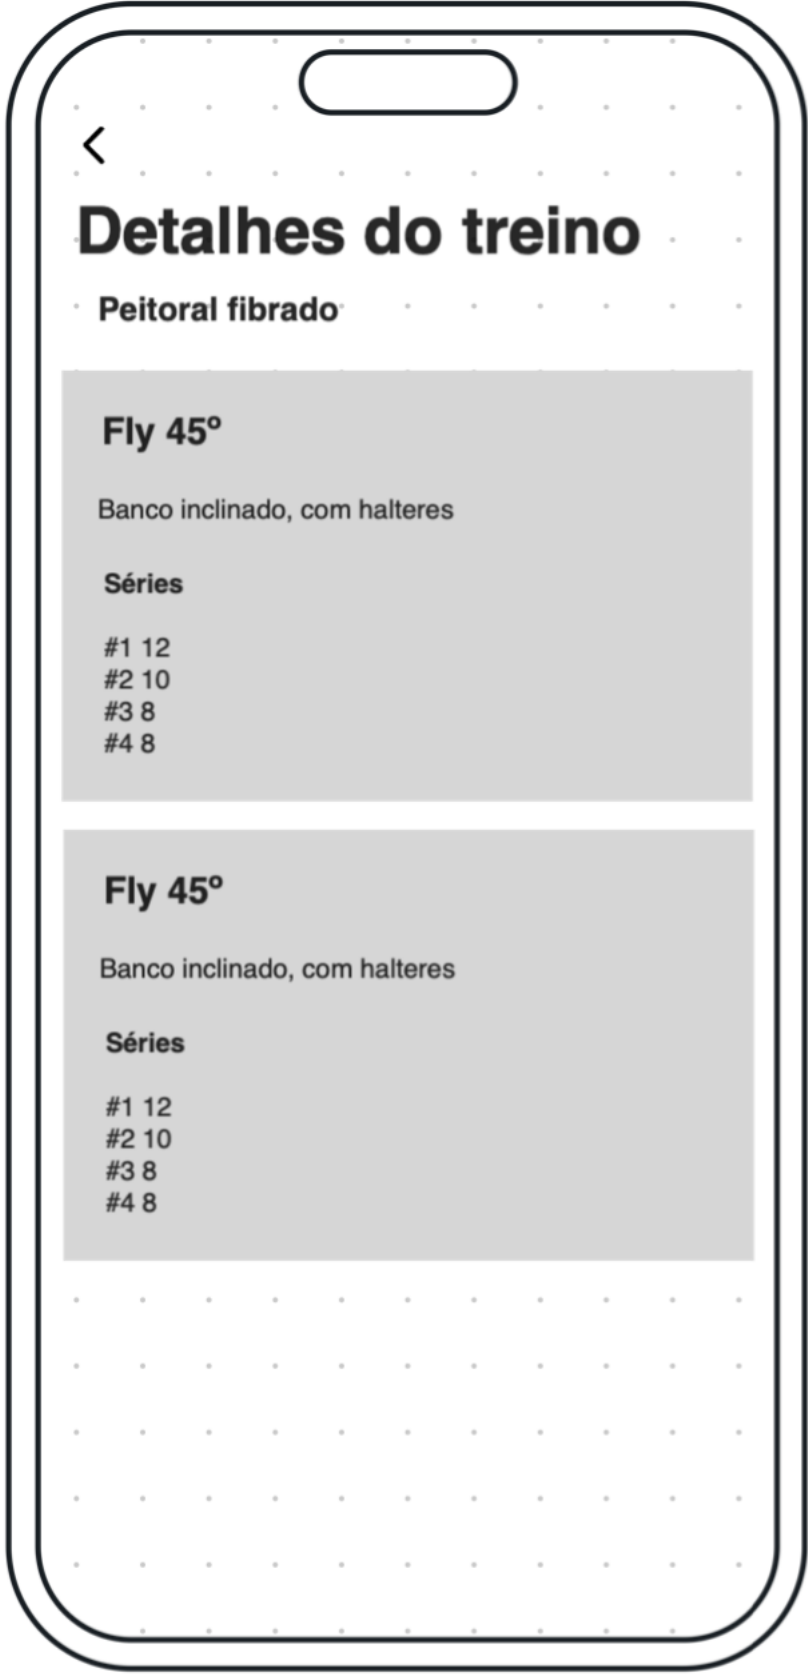 Detalhes do treino
Peitoral fibrado
Fly 45º
Banco inclinado, com halteres
Séries
#1 12
#2 10
#3 8
#4 8
Fly 45º
Banco inclinado, com halteres
Séries
#1 12
#2 10
#3 8
#4 8